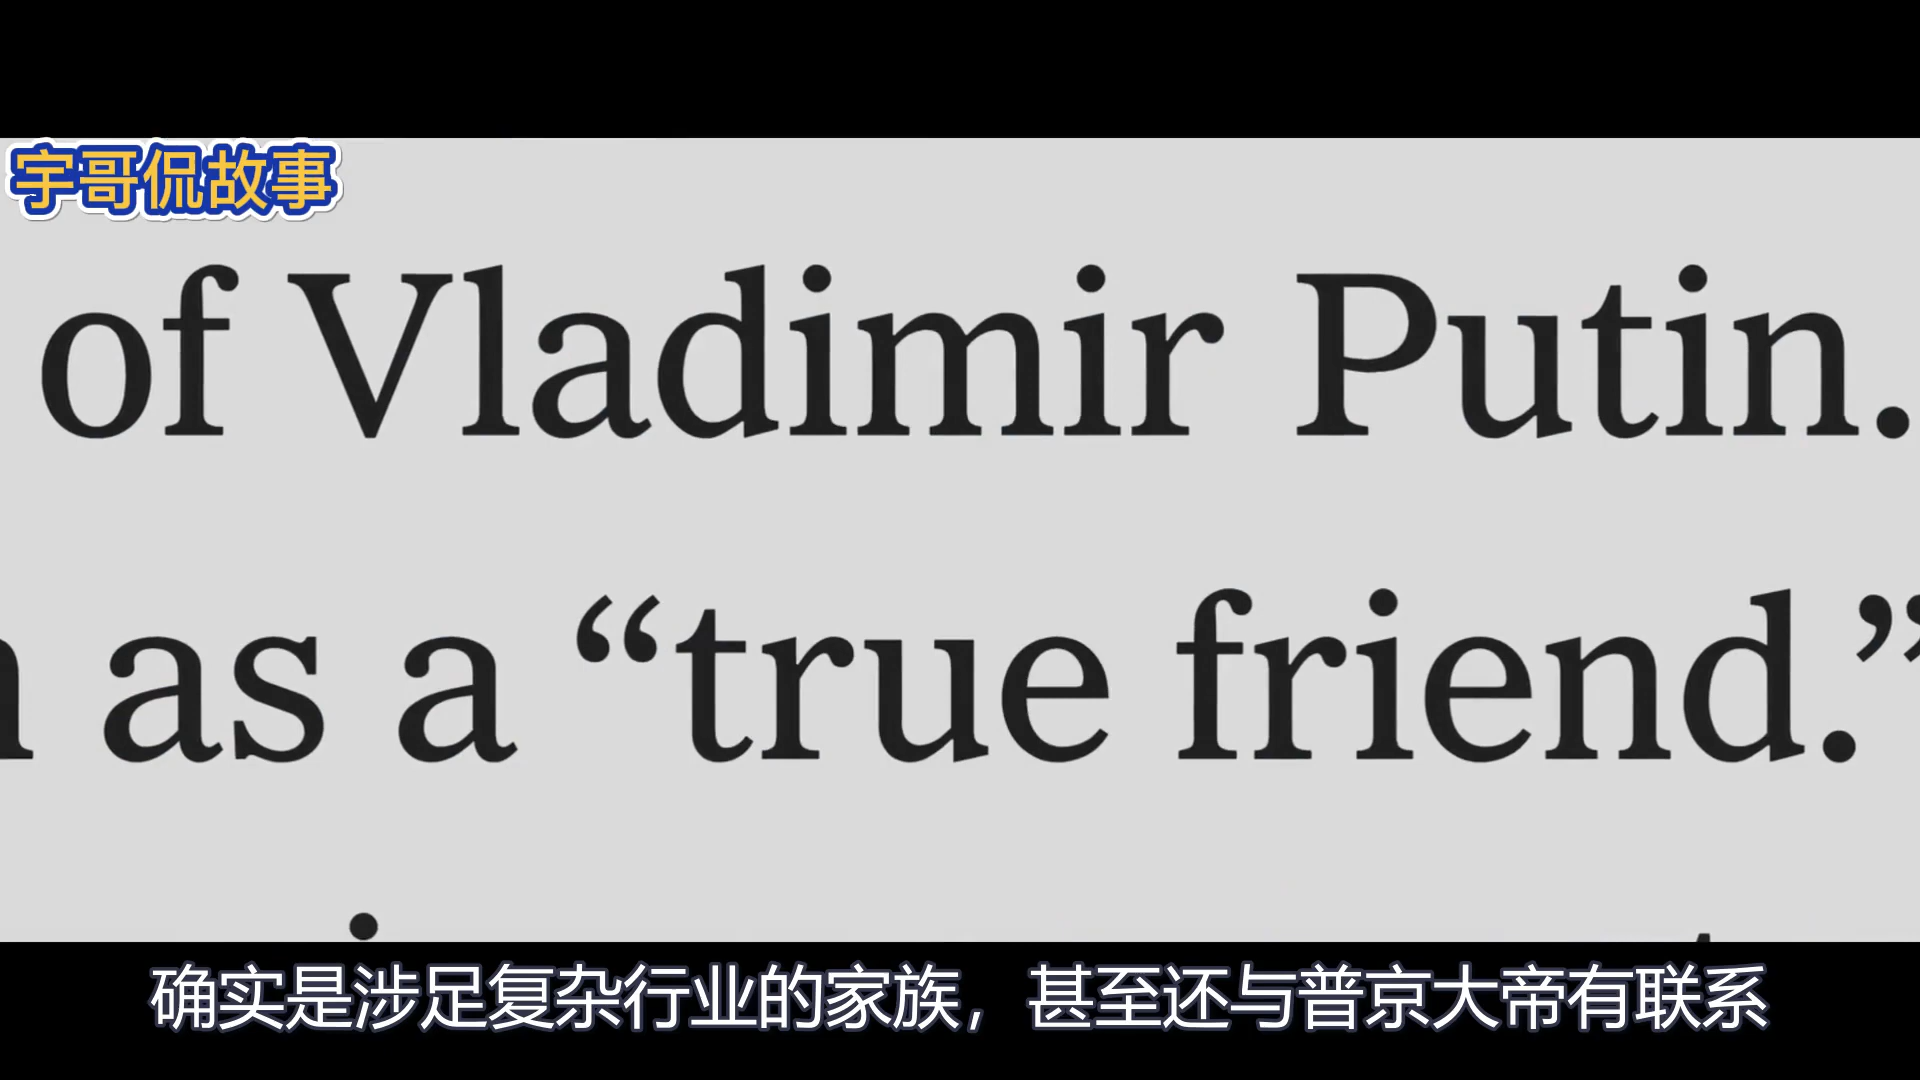 宇哥侃故事
of Vladimir Putin.
as a “true friend.”
确实是涉足复杂行业的家族，甚至还与普京大帝有联系